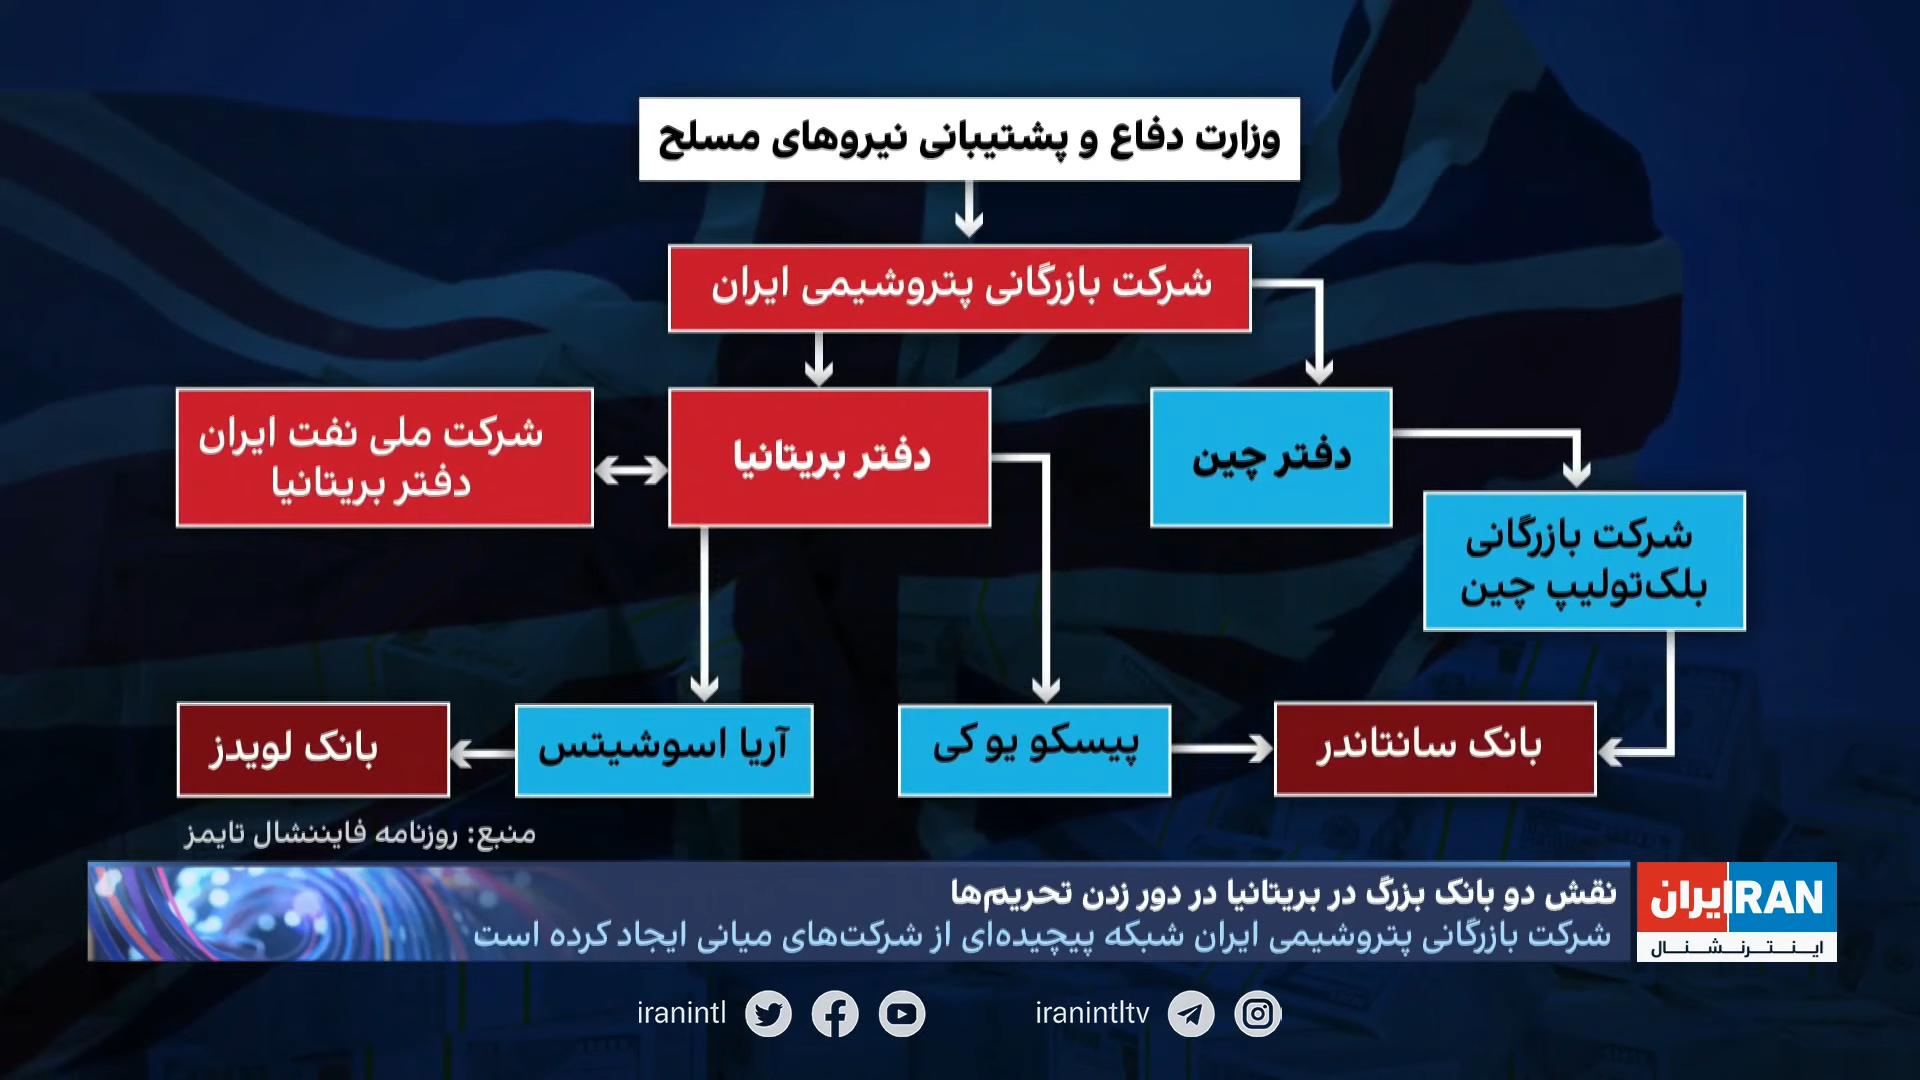 وزارت دفاع و پشتیبانی نیروهای مسلح
شرکت بازرگانی پتروشیمی ایران
دفتر چین
دفتر بریتانیا
شرکت ملی نفت ایران
دفتر بریتانیا
شرکت بازرگانی
بلک‌تولیپ چین
بانک سانتاندر
پیسکو یو کی
آریا اسوشیتس
بانک لویدز
منبع: روزنامه فایننشال تایمز
نقش دو بانک بزرگ در بریتانیا در دور زدن تحریم‌ها
شرکت بازرگانی پتروشیمی ایران شبکه پیچیده‌ای از شرکت‌های میانی ایجاد کرده است
ایران IRAN
اینترنشنال
iranintl
iranintltv